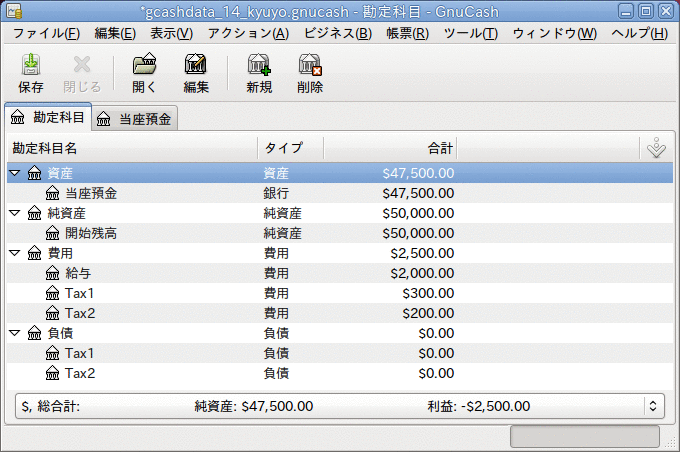 *gcashdata_14_kyuyo.gnucash - 勘定科目 - GnuCash
ファイル(F) 編集(E) 表示(V) アクション(A) ビジネス(B) 帳票(R) ツール(T) ウィンドウ(W) ヘルプ(H)
保存 閉じる 開く 編集 新規 削除
勘定科目 当座預金
勘定科目名 タイプ 合計
資産 資産 $47,500.00
当座預金 銀行 $47,500.00
純資産 純資産 $50,000.00
開始残高 純資産 $50,000.00
費用 費用 $2,500.00
給与 費用 $2,000.00
Tax1 費用 $300.00
Tax2 費用 $200.00
負債 負債 $0.00
Tax1 負債 $0.00
Tax2 負債 $0.00
$, 総合計: 純資産: $47,500.00 利益: -$2,500.00